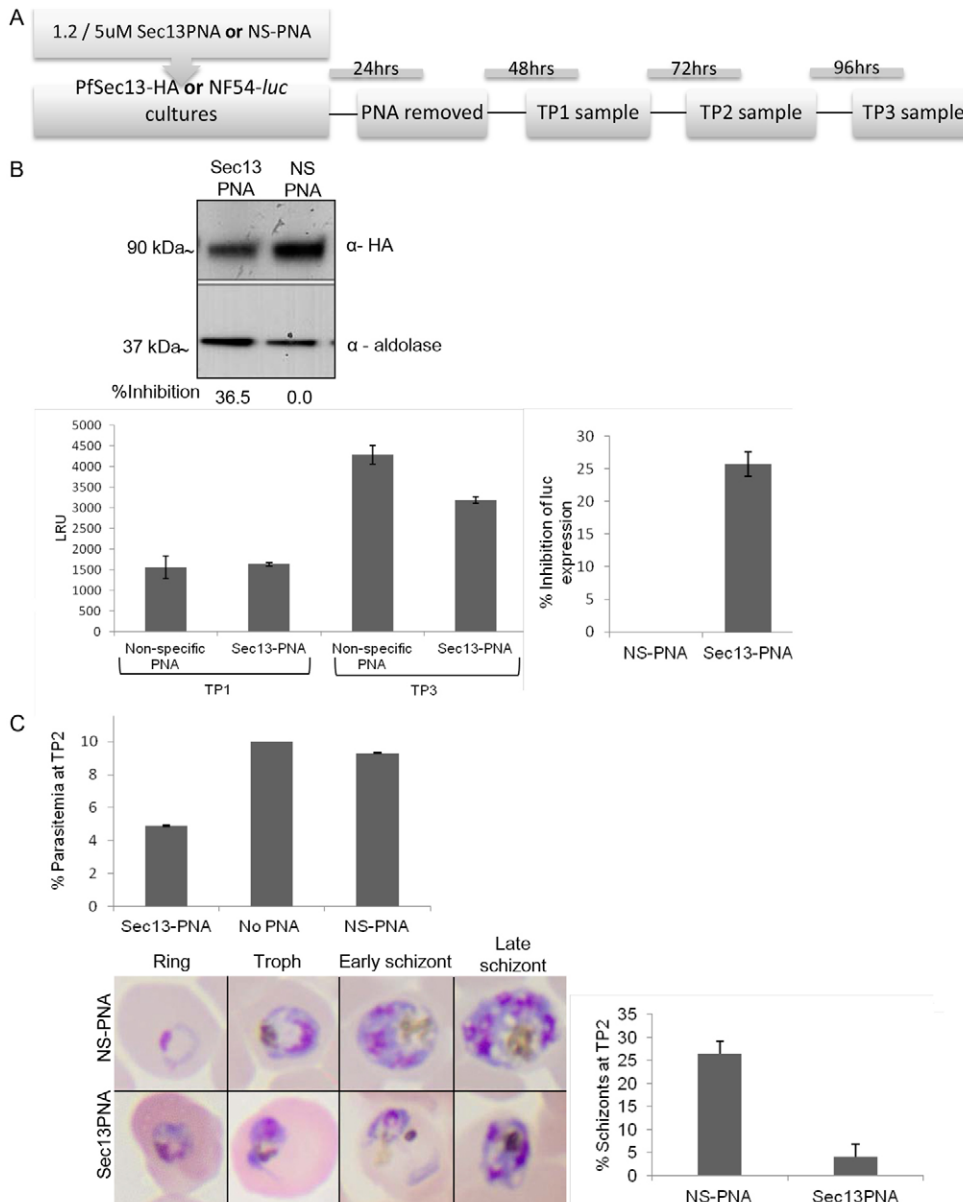 A
1.2 / 5uM Sec13PNA or NS-PNA
PfSec13-HA or NF54-luc
cultures
24hrs
48hrs
72hrs
96hrs
PNA removed
TP1 sample
TP2 sample
TP3 sample
B
Sec13
PNA
NS
PNA
90 kDa~
α- HA
37 kDa~
α - aldolase
%Inhibition
36.5
0.0
LRU
5000
4500
4000
3500
3000
2500
2000
1500
1000
500
0
Non-specific
PNA
Sec13-PNA
Non-specific
PNA
Sec13-PNA
TP1
TP3
% Inhibition of luc
expression
30
25
20
15
10
5
0
NS-PNA
Sec13-PNA
C
% Parasitemia at TP2
10
8
6
4
2
0
Sec13-PNA
No PNA
NS-PNA
Ring
Troph
Early schizont
Late
schizont
NS-PNA
Sec13PNA
% Schizonts at TP2
35
30
25
20
15
10
5
0
NS-PNA
Sec13PNA